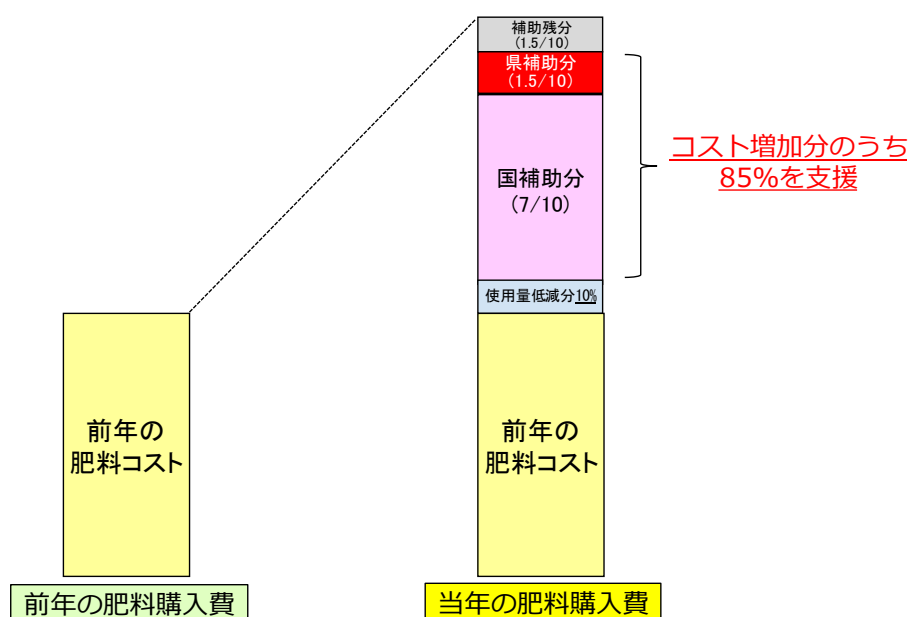 補助残分
(1.5/10)
県補助分
(1.5/10)
国補助分
(7/10)
コスト増加分のうち
85%を支援
使用量低減分10%
前年の
肥料コスト
前年の
肥料コスト
前年の肥料購入費
当年の肥料購入費